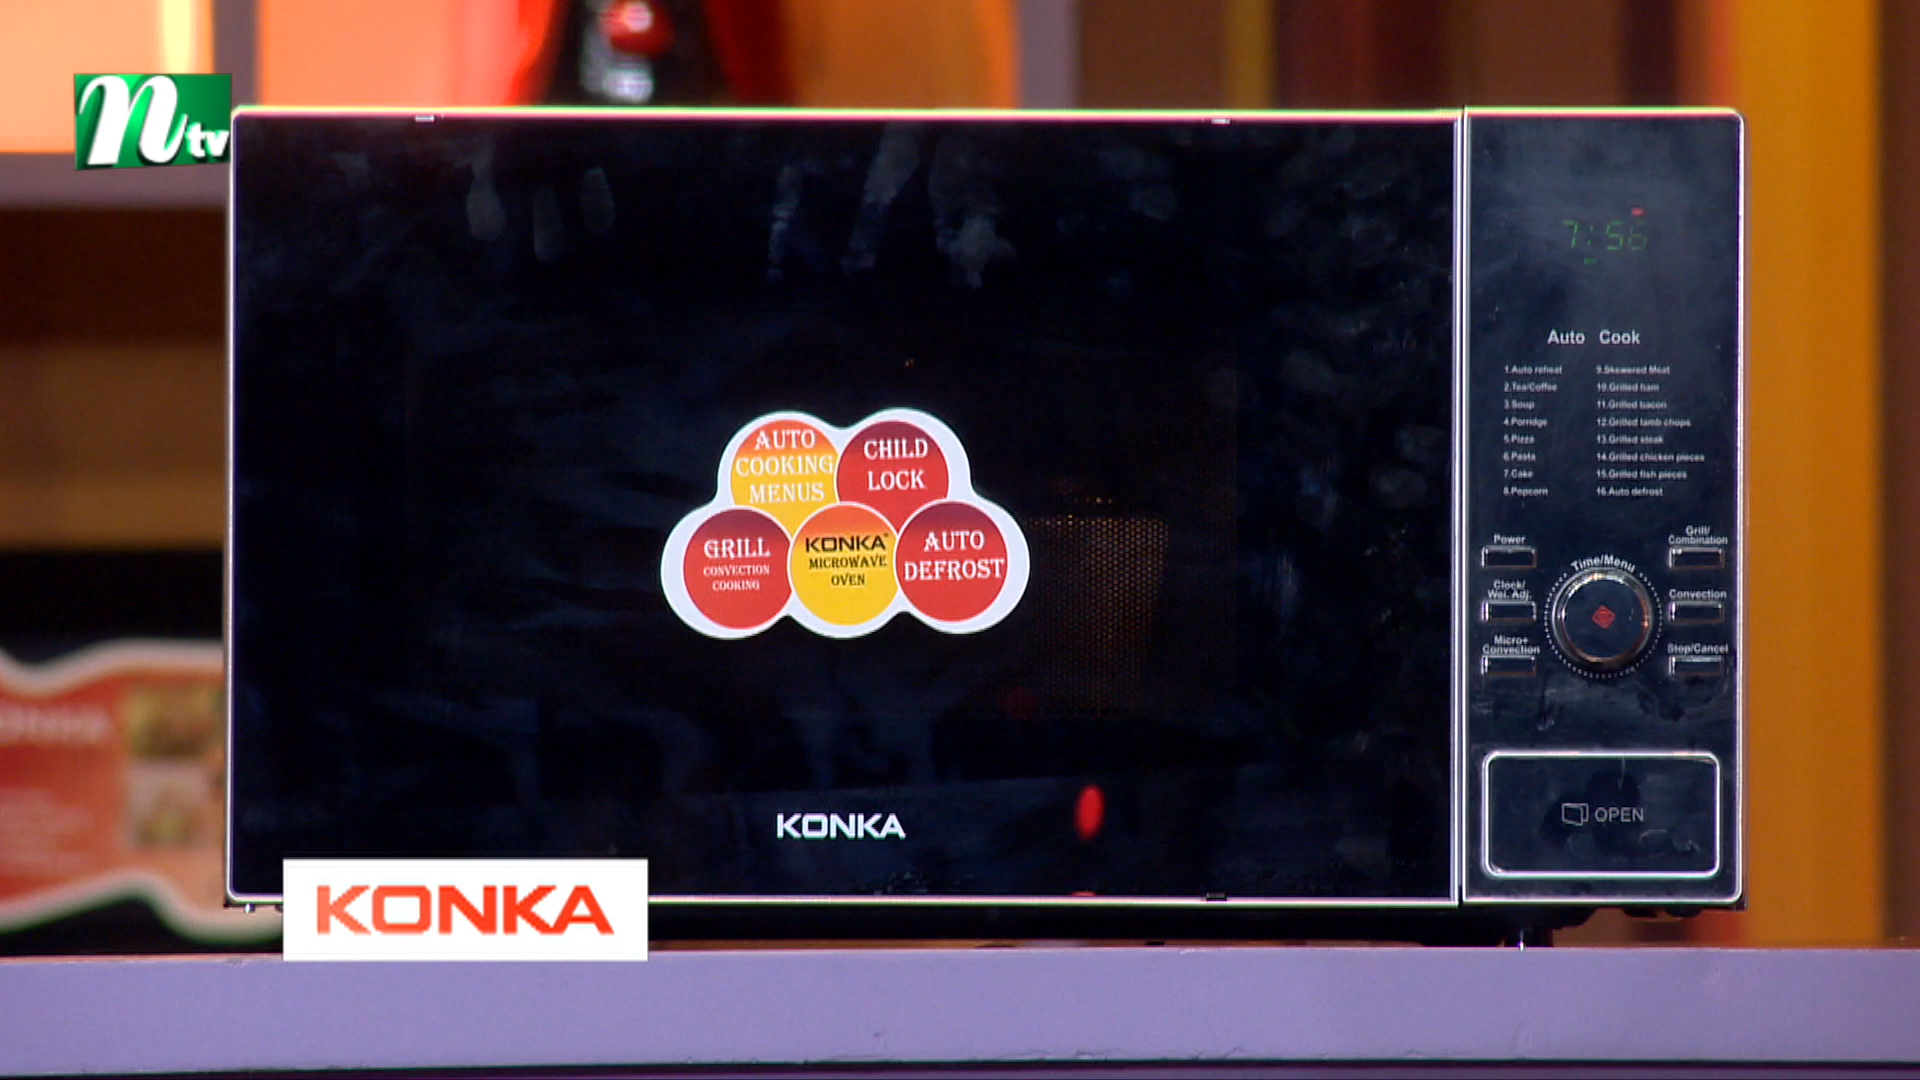 ntv
7:56
Auto Cook
1.Auto reheat
2.Tea/Coffee
3.Soup
4.Porridge
5.Pizza
6.Pasta
7.Cake
8.Popcorn
9.Skewered Meat
10.Grilled ham
11.Grilled bacon
12.Grilled lamb chops
13.Grilled steak
14.Grilled chicken pieces
15.Grilled fish pieces
16.Auto defrost
AUTO
COOKING
MENUS
CHILD
LOCK
GRILL
CONVECTION
COOKING
KONKA®
MICROWAVE
OVEN
AUTO
DEFROST
Power
Grill/
Combination
Time/Menu
Clock/
Wei. Adj.
Convection
Micro+
Convection
Stop/Cancel
OPEN
KONKA
KONKA